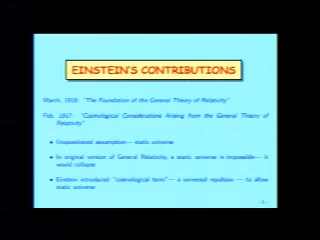 EINSTEIN'S CONTRIBUTIONS
March, 1916: "The Foundation of the General Theory of Relativity"
Feb. 1917: "Cosmological Considerations Arising from the General Theory of
Relativity"
• Unquestioned assumption— static universe
• In original version of General Relativity, a static universe is impossible— it
would collapse
• Einstein introduced "cosmological term"— a universal repulsion — to allow
static universe